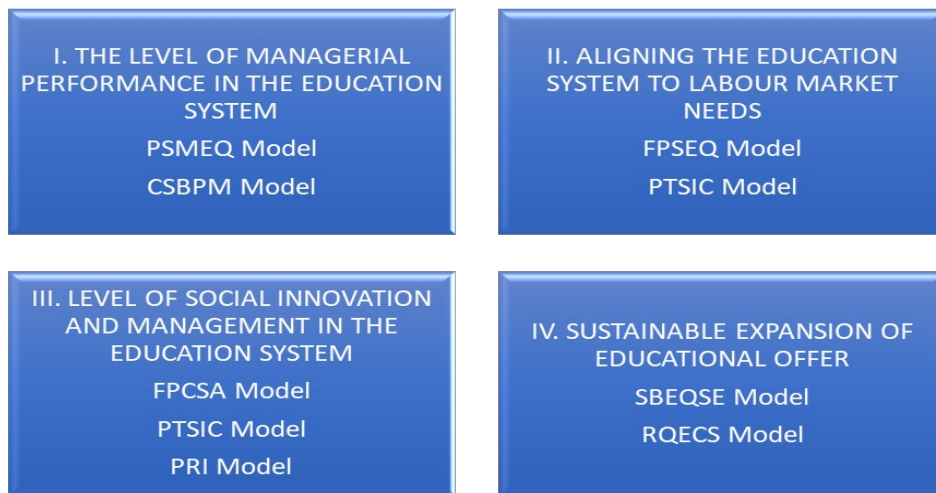 I. THE LEVEL OF MANAGERIAL
PERFORMANCE IN THE EDUCATION
SYSTEM
PSMEQ Model
CSBPM Model
II. ALIGNING THE EDUCATION
SYSTEM TO LABOUR MARKET
NEEDS
FPSEQ Model
PTSIC Model
III. LEVEL OF SOCIAL INNOVATION
AND MANAGEMENT IN THE
EDUCATION SYSTEM
FPCSA Model
PTSIC Model
PRI Model
IV. SUSTAINABLE EXPANSION OF
EDUCATIONAL OFFER
SBEQSE Model
RQECS Model